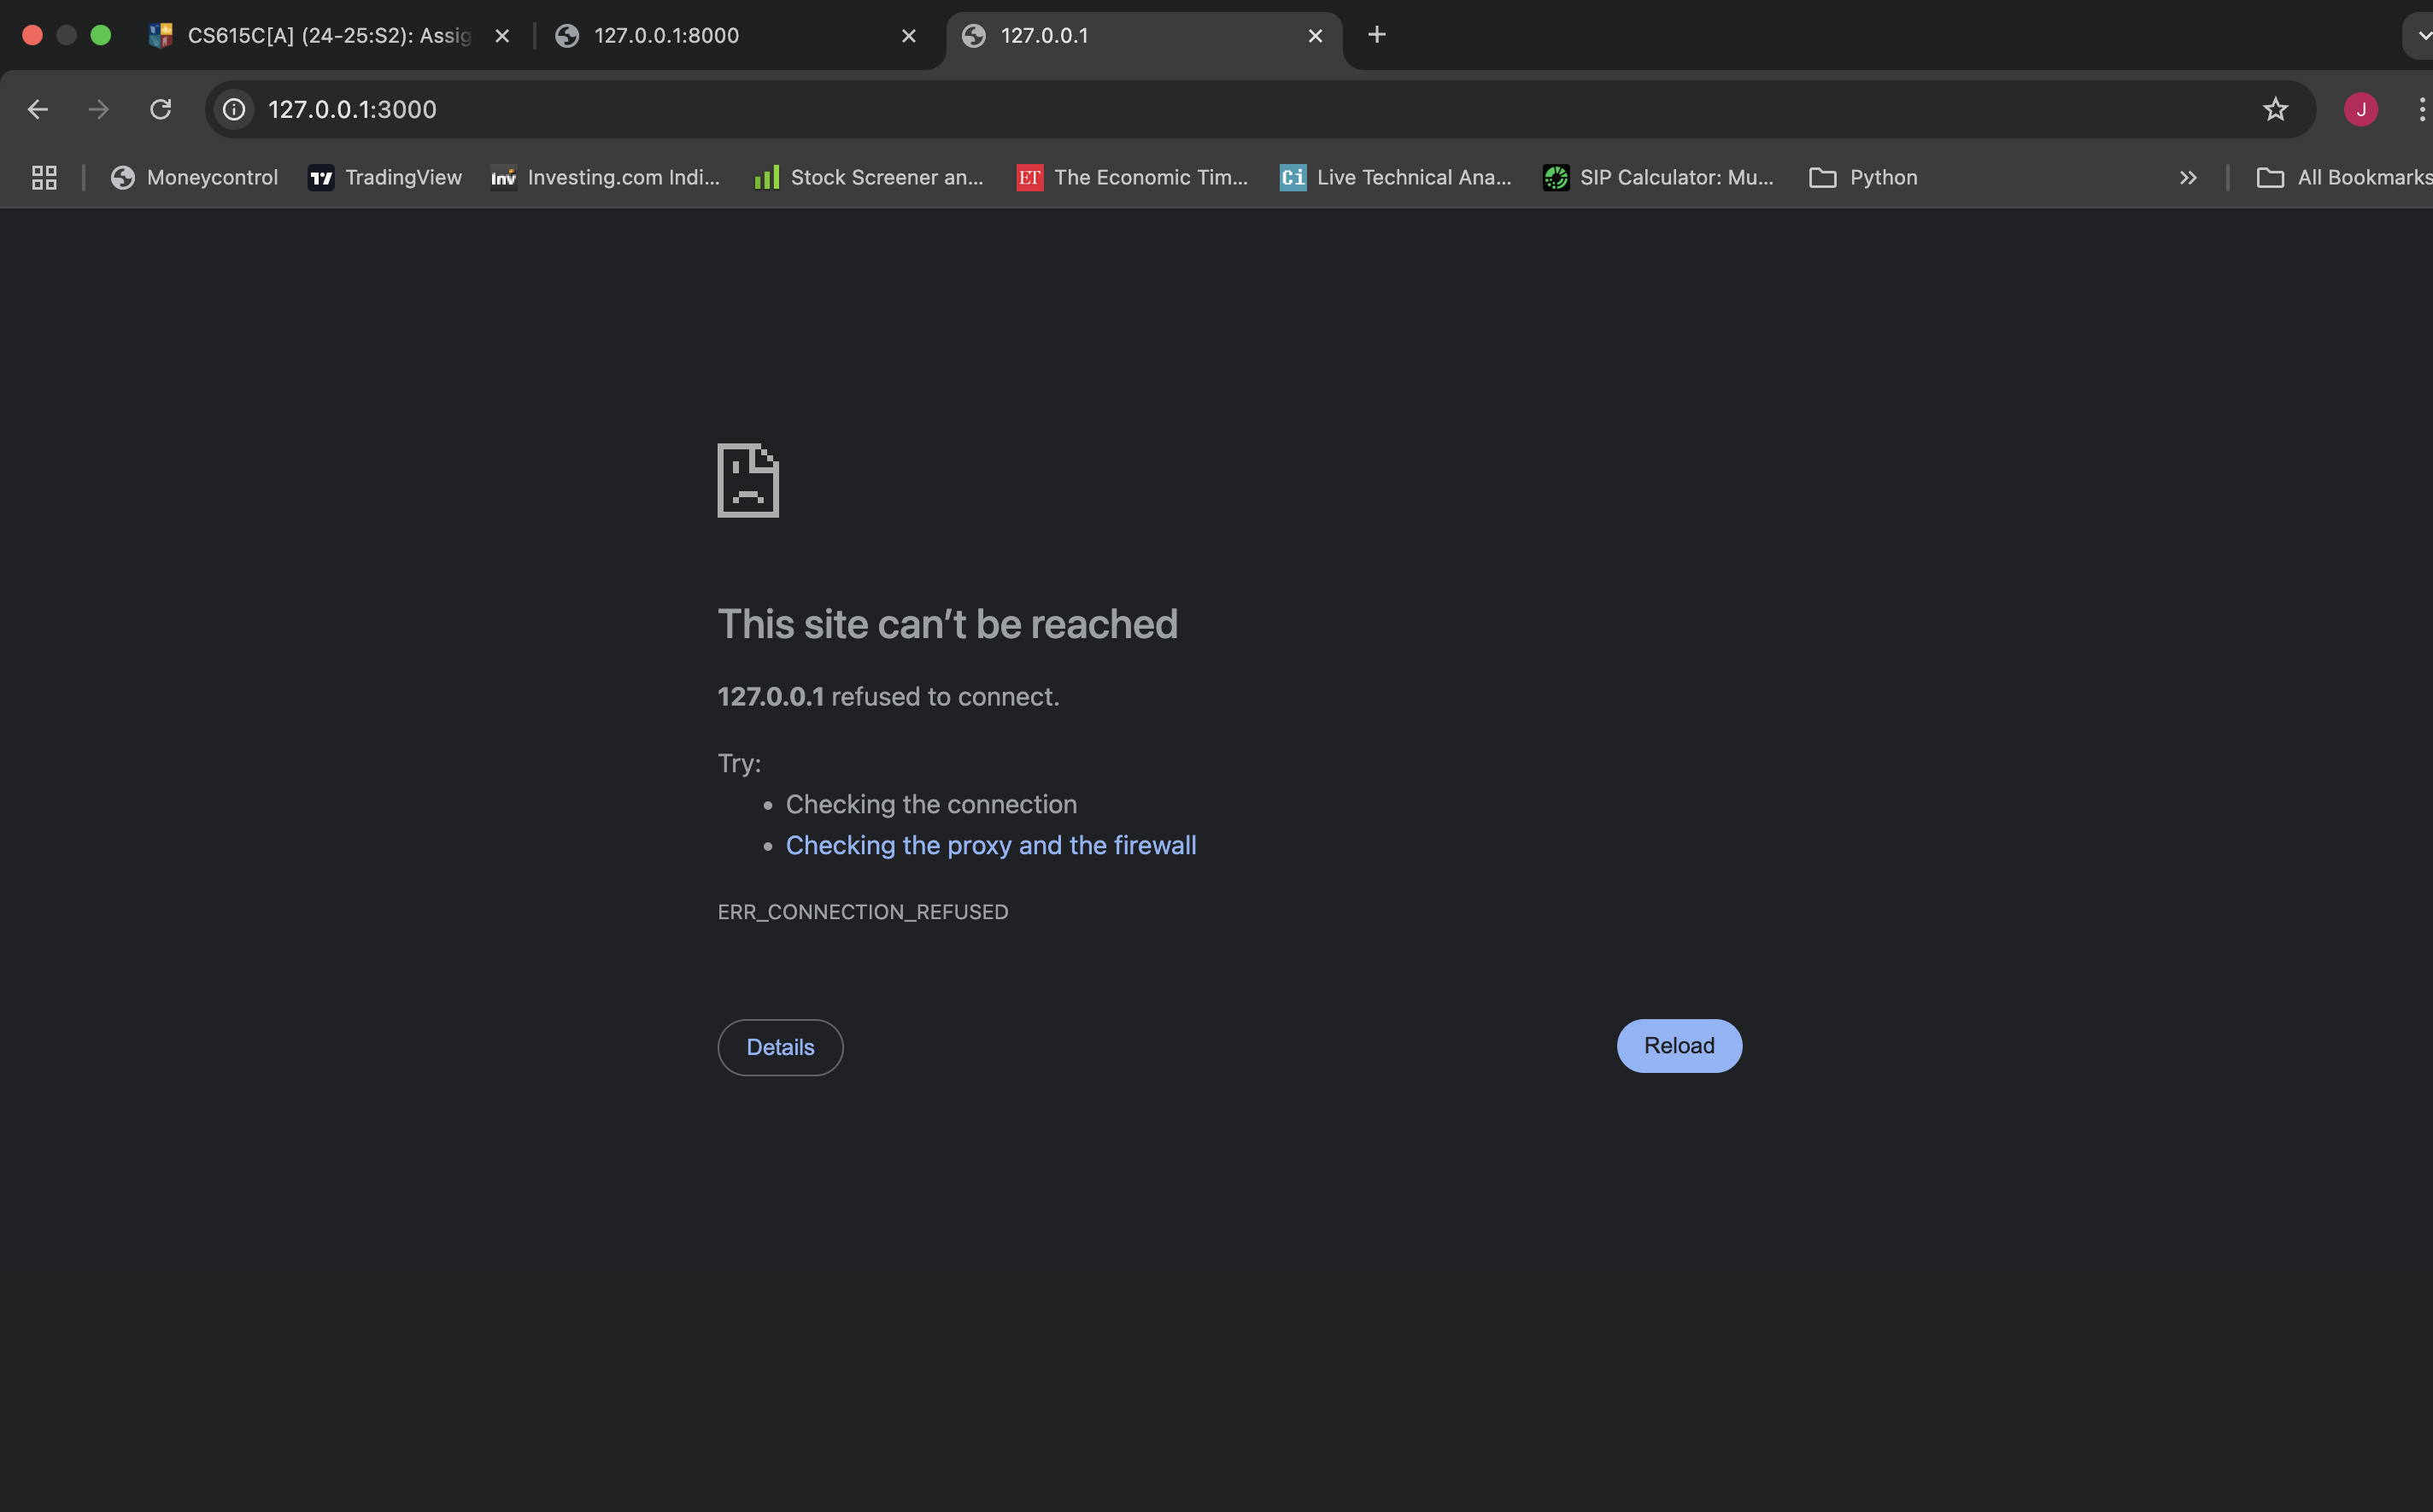 CS615C[A] (24-25:S2): Assig
127.0.0.1:8000
127.0.0.1
127.0.0.1:3000
J
Moneycontrol
TradingView
Inv Investing.com Indi...
Stock Screener an...
ET The Economic Tim...
Ci Live Technical Ana...
SIP Calculator: Mu...
Python
All Bookmarks
This site can’t be reached
127.0.0.1 refused to connect.
Try:
• Checking the connection
• Checking the proxy and the firewall
ERR_CONNECTION_REFUSED
Details
Reload